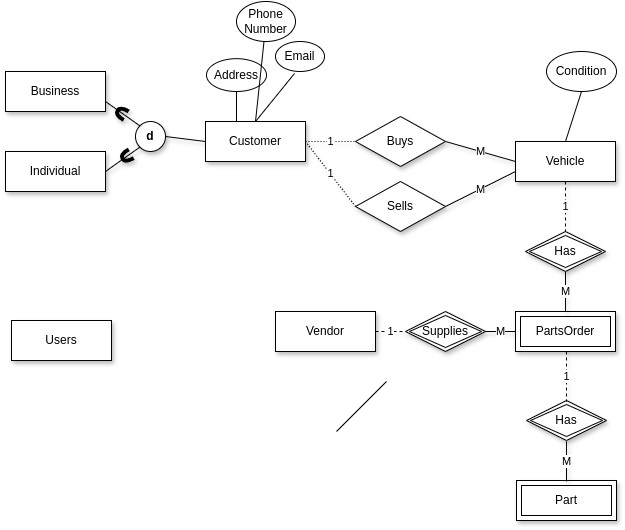 Phone
Number
Email
Address
Condition
Business
d
Customer
1
Buys
M
Vehicle
Individual
1
Sells
M
1
Has
M
Users
Vendor
1
Supplies
M
PartsOrder
1
Has
M
Part